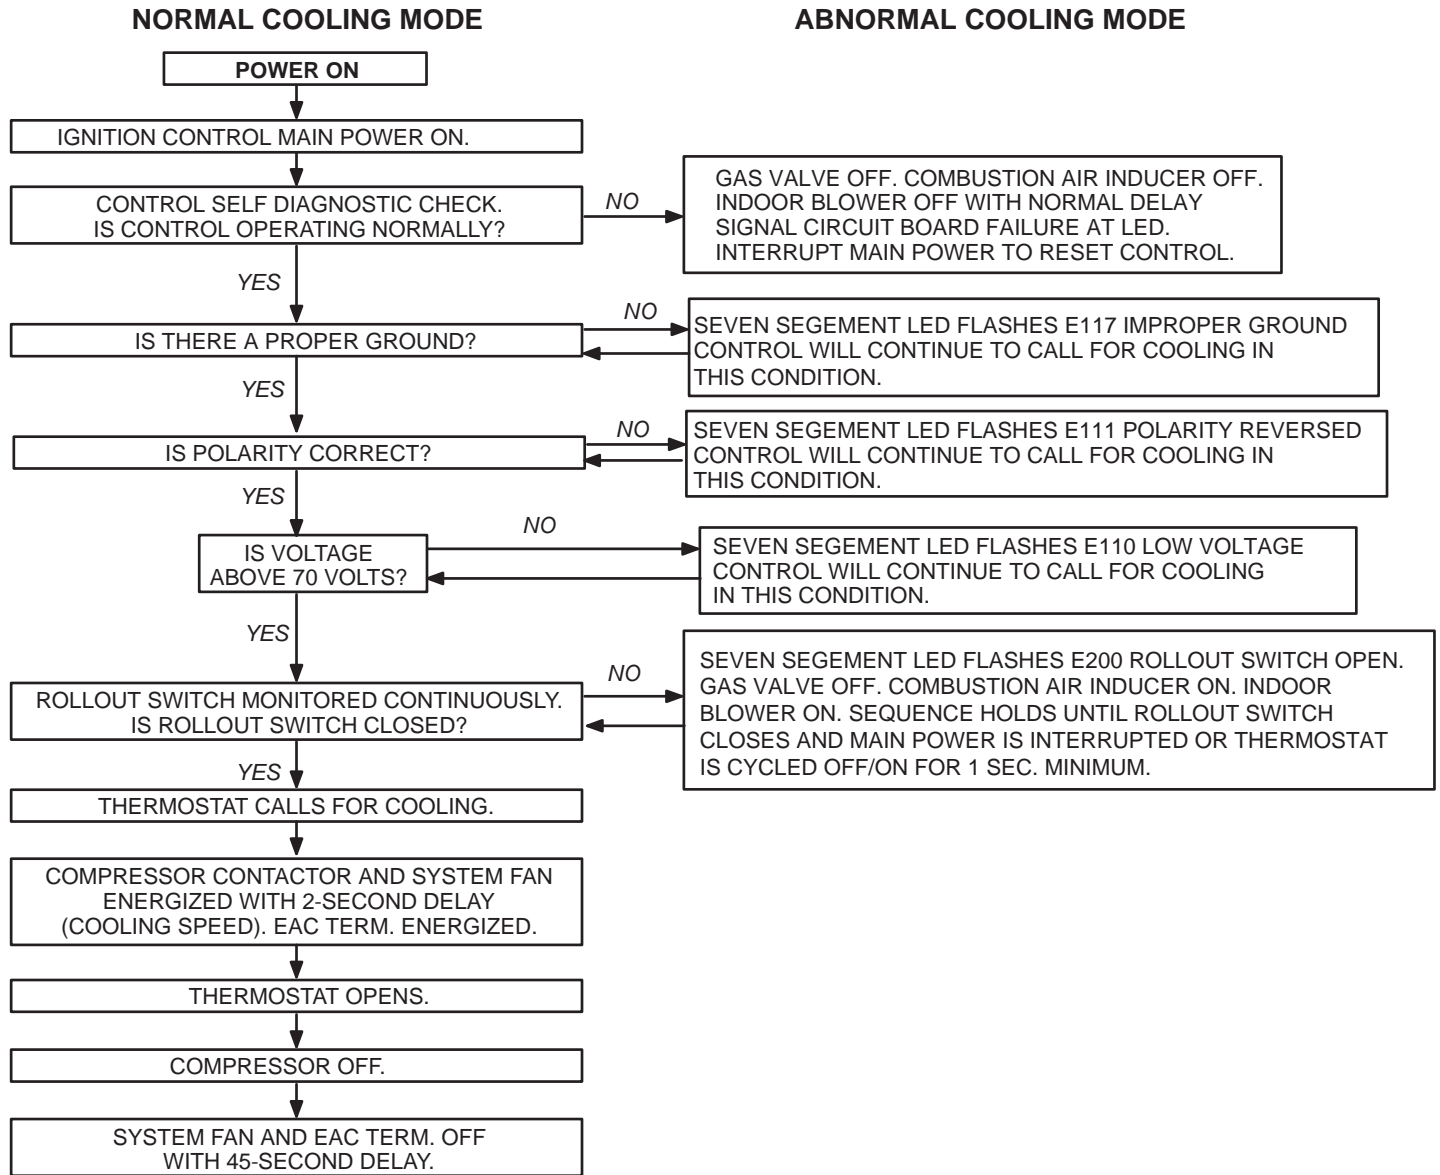 NORMAL COOLING MODE
ABNORMAL COOLING MODE
POWER ON
IGNITION CONTROL MAIN POWER ON.
CONTROL SELF DIAGNOSTIC CHECK.
IS CONTROL OPERATING NORMALLY?
NO
GAS VALVE OFF. COMBUSTION AIR INDUCER OFF.
INDOOR BLOWER OFF WITH NORMAL DELAY
SIGNAL CIRCUIT BOARD FAILURE AT LED.
INTERRUPT MAIN POWER TO RESET CONTROL.
YES
IS THERE A PROPER GROUND?
NO
SEVEN SEGEMENT LED FLASHES E117 IMPROPER GROUND
CONTROL WILL CONTINUE TO CALL FOR COOLING IN
THIS CONDITION.
YES
IS POLARITY CORRECT?
NO
SEVEN SEGEMENT LED FLASHES E111 POLARITY REVERSED
CONTROL WILL CONTINUE TO CALL FOR COOLING IN
THIS CONDITION.
YES
IS VOLTAGE
ABOVE 70 VOLTS?
NO
SEVEN SEGEMENT LED FLASHES E110 LOW VOLTAGE
CONTROL WILL CONTINUE TO CALL FOR COOLING
IN THIS CONDITION.
YES
ROLLOUT SWITCH MONITORED CONTINUOUSLY.
IS ROLLOUT SWITCH CLOSED?
NO
SEVEN SEGEMENT LED FLASHES E200 ROLLOUT SWITCH OPEN.
GAS VALVE OFF. COMBUSTION AIR INDUCER ON. INDOOR
BLOWER ON. SEQUENCE HOLDS UNTIL ROLLOUT SWITCH
CLOSES AND MAIN POWER IS INTERRUPTED OR THERMOSTAT
IS CYCLED OFF/ON FOR 1 SEC. MINIMUM.
YES
THERMOSTAT CALLS FOR COOLING.
COMPRESSOR CONTACTOR AND SYSTEM FAN
ENERGIZED WITH 2-SECOND DELAY
(COOLING SPEED). EAC TERM. ENERGIZED.
THERMOSTAT OPENS.
COMPRESSOR OFF.
SYSTEM FAN AND EAC TERM. OFF
WITH 45-SECOND DELAY.